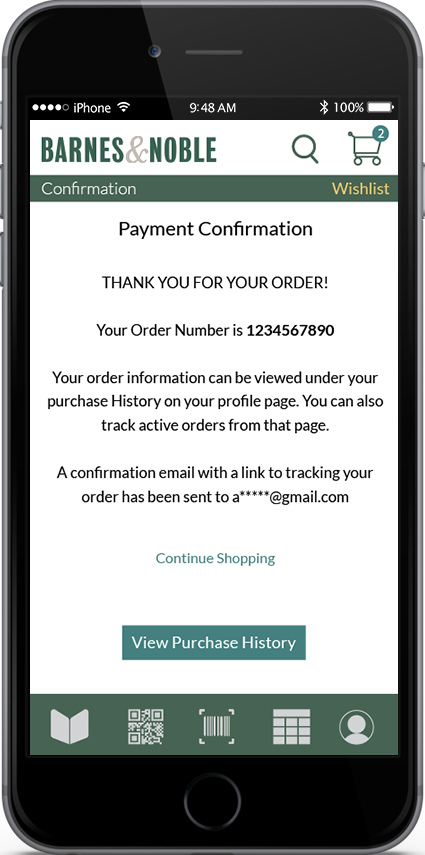 iPhone 9:48 AM 100%
BARNES&NOBLE 2
Confirmation Wishlist
Payment Confirmation
THANK YOU FOR YOUR ORDER!
Your Order Number is 1234567890
Your order information can be viewed under your
purchase History on your profile page. You can also
track active orders from that page.
A confirmation email with a link to tracking your
order has been sent to a*****@gmail.com
Continue Shopping
View Purchase History